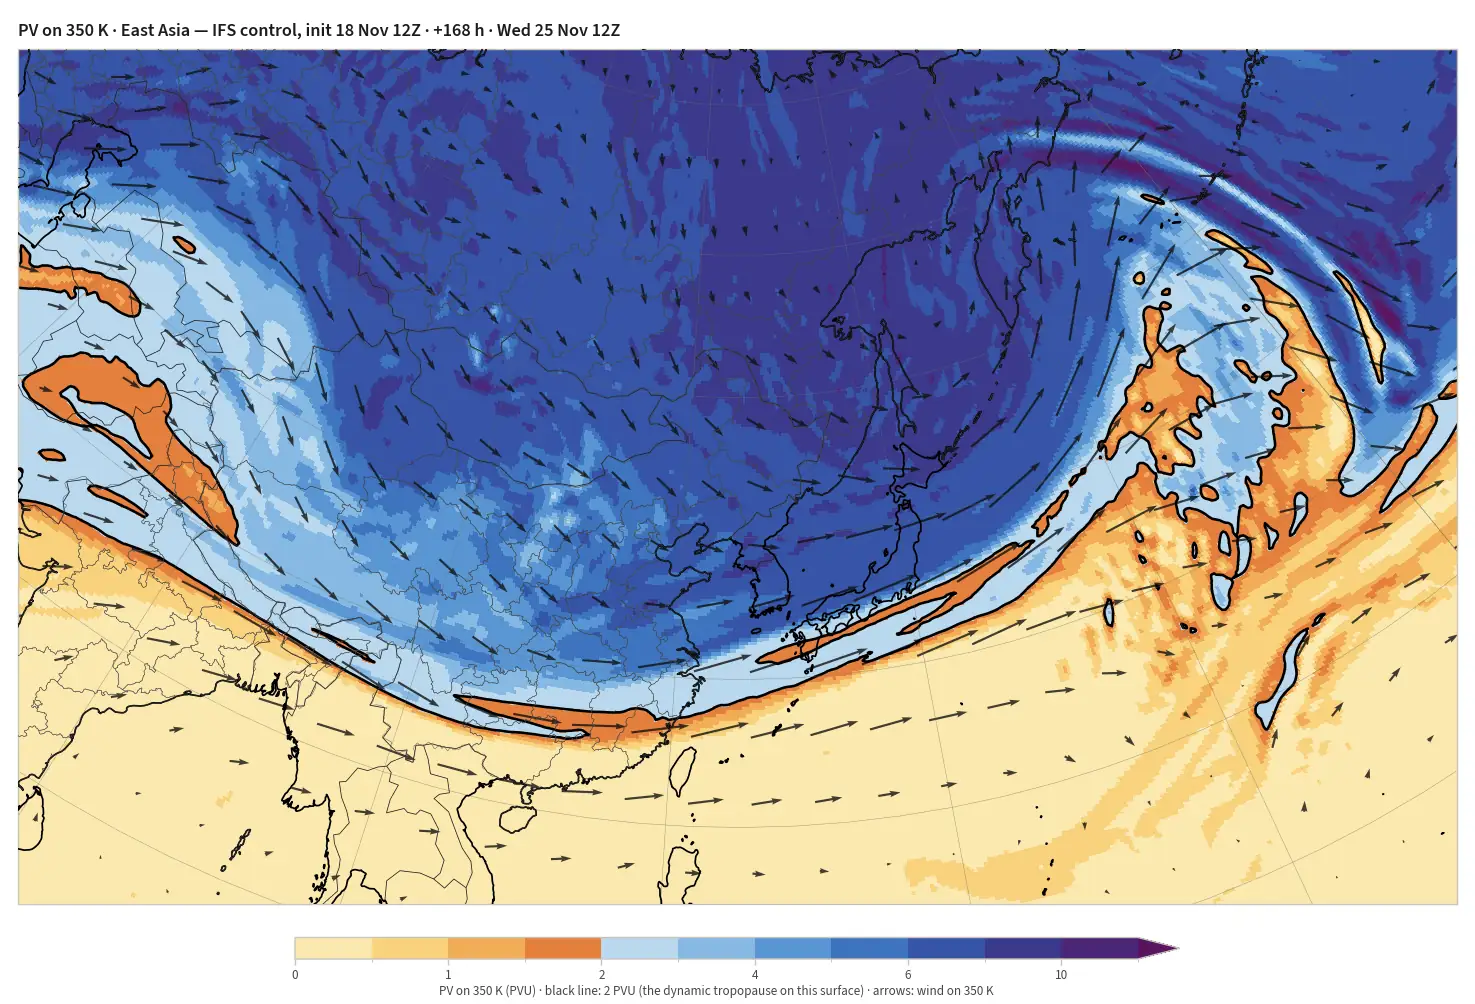 PV on 350 K · East Asia — IFS control, init 18 Nov 12Z · +168 h · Wed 25 Nov 12Z
0 1 2 4 6 10
PV on 350 K (PVU) · black line: 2 PVU (the dynamic tropopause on this surface) · arrows: wind on 350 K